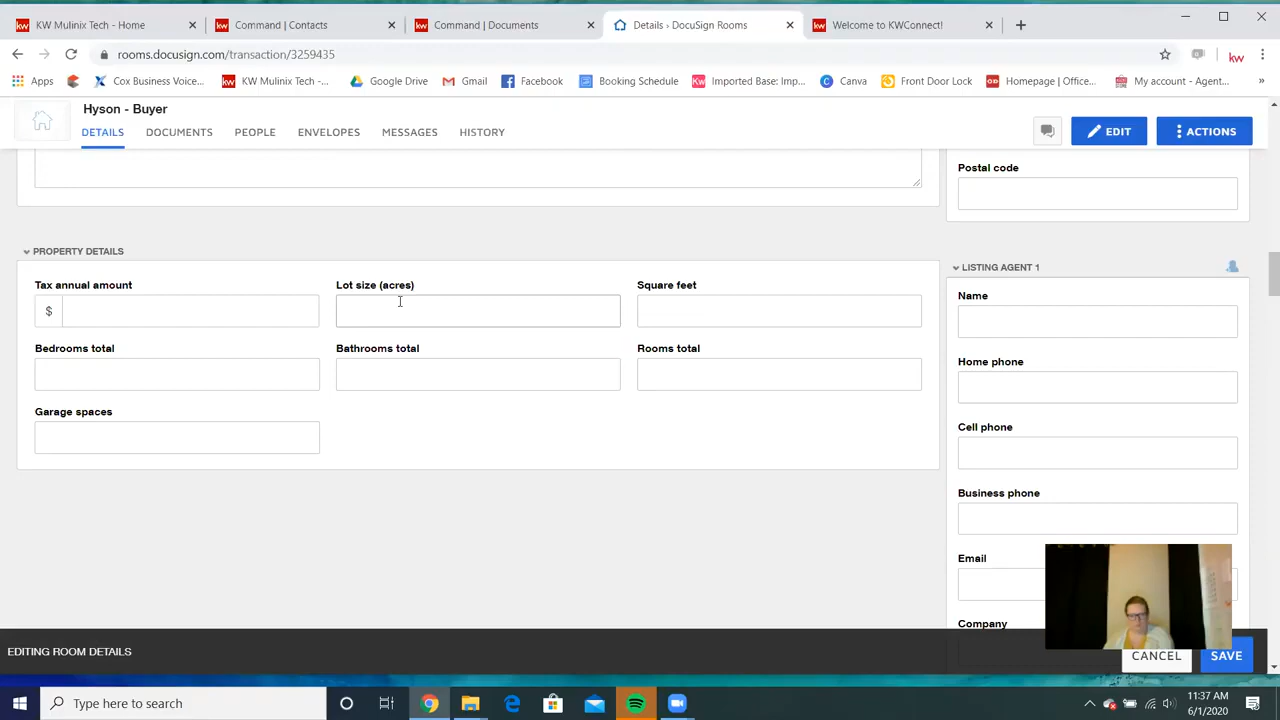 KW Mulinix Tech - Home
Command | Contacts
Command | Documents
Details › DocuSign Rooms
Welcome to KWConnect!
rooms.docusign.com/transaction/3259435
kw
Apps
Cox Business Voice...
KW Mulinix Tech -...
Google Drive
Gmail
Facebook
Booking Schedule
Imported Base: Imp...
Canva
Front Door Lock
Homepage | Office...
My account - Agent...
Hyson - Buyer
DETAILS
DOCUMENTS
PEOPLE
ENVELOPES
MESSAGES
HISTORY
EDIT
ACTIONS
Postal code
PROPERTY DETAILS
Tax annual amount
Lot size (acres)
Square feet
$
Bedrooms total
Bathrooms total
Rooms total
Garage spaces
LISTING AGENT 1
Name
Home phone
Cell phone
Business phone
Email
Company
EDITING ROOM DETAILS
CANCEL
SAVE
Type here to search
11:37 AM
6/1/2020